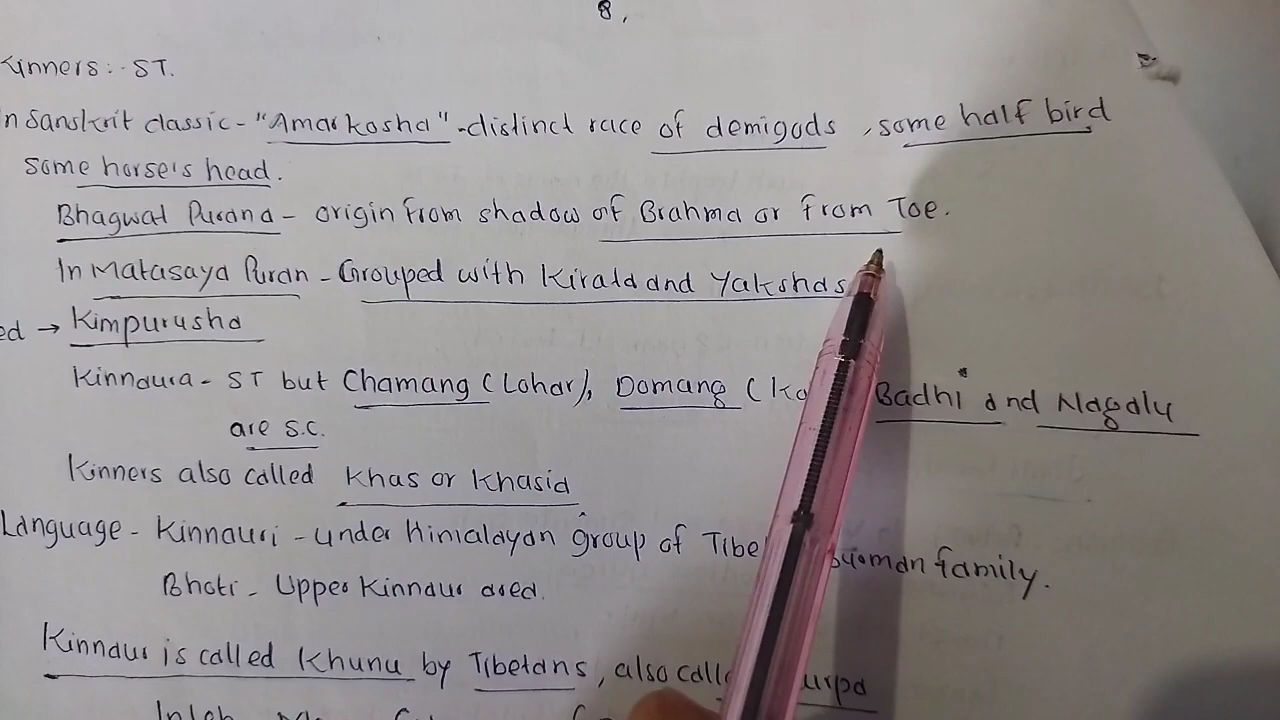 8,
Kinners:- ST.
In Sanskrit classic - "Amarkosha" - distinct race of demigods, some half bird
some horse's head.
Bhagwat Purana - origin from shadow of Brahma or from Toe.
In Matasaya Puran - Grouped with Kirata and Yakshas
→ Kimpurusha
Kinnaura - ST but Chamang (Lohar), Domang ( Badhi and Nagalu
are S.C.
Kinners also called Khas or Khasia
Language - Kinnauri - under Himalayan group of family.
Bhoti - Upper Kinnaur area.
Kinnaur is called Khunu by Tibetans, also